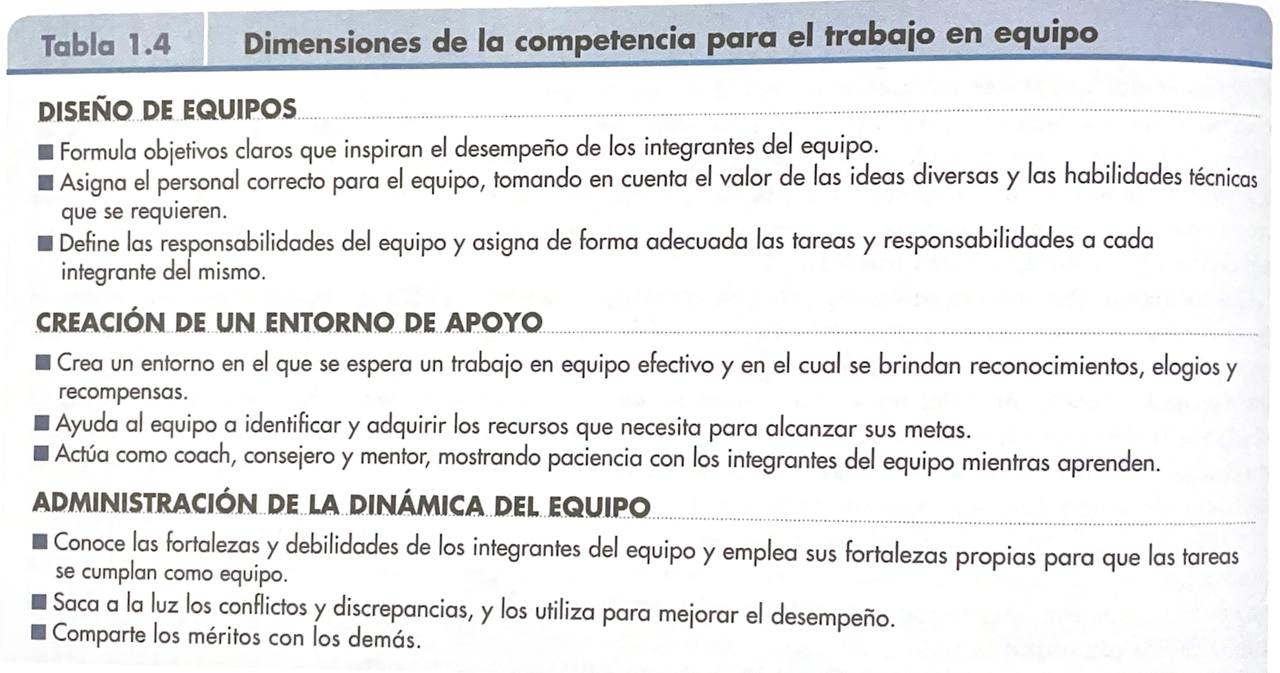 Tabla 1.4 Dimensiones de la competencia para el trabajo en equipo
DISEÑO DE EQUIPOS
■ Formula objetivos claros que inspiran el desempeño de los integrantes del equipo.
■ Asigna el personal correcto para el equipo, tomando en cuenta el valor de las ideas diversas y las habilidades técnicas
que se requieren.
■ Define las responsabilidades del equipo y asigna de forma adecuada las tareas y responsabilidades a cada
integrante del mismo.
CREACIÓN DE UN ENTORNO DE APOYO
■ Crea un entorno en el que se espera un trabajo en equipo efectivo y en el cual se brindan reconocimientos, elogios y
recompensas.
■ Ayuda al equipo a identificar y adquirir los recursos que necesita para alcanzar sus metas.
■ Actúa como coach, consejero y mentor, mostrando paciencia con los integrantes del equipo mientras aprenden.
ADMINISTRACIÓN DE LA DINÁMICA DEL EQUIPO
■ Conoce las fortalezas y debilidades de los integrantes del equipo y emplea sus fortalezas propias para que las tareas
se cumplan como equipo.
■ Saca a la luz los conflictos y discrepancias, y los utiliza para mejorar el desempeño.
■ Comparte los méritos con los demás.